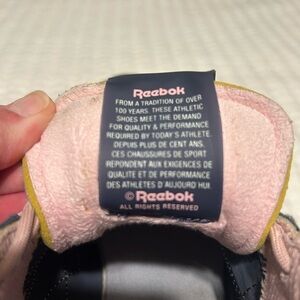 Reebok
FROM A TRADITION OF OVER
100 YEARS. THESE ATHLETIC
SHOES MEET THE DEMAND
FOR QUALITY & PERFORMANCE
REQUIRED BY TODAY'S ATHLETE.
DEPUIS PLUS DE CENT ANS.
CES CHAUSSURES DE SPORT
REPONDENT AUX EXIGENCES DE
QUALITE ET DE PERFORMANCE
DES ATHLETES D'AUJOURD HUI.
©Reebok
ALL RIGHTS RESERVED